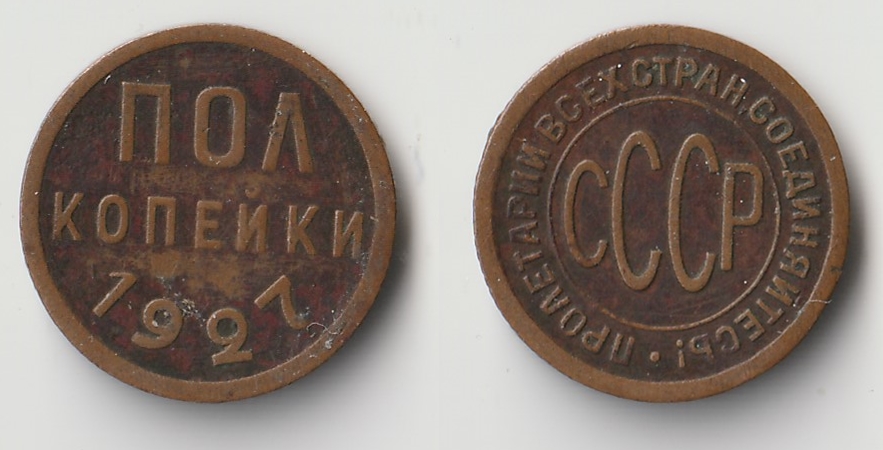 ПОЛ
КОПЕЙКИ
1927
ПРОЛЕТАРИИ ВСЕХ СТРАН, СОЕДИНЯЙТЕСЬ!
СССР